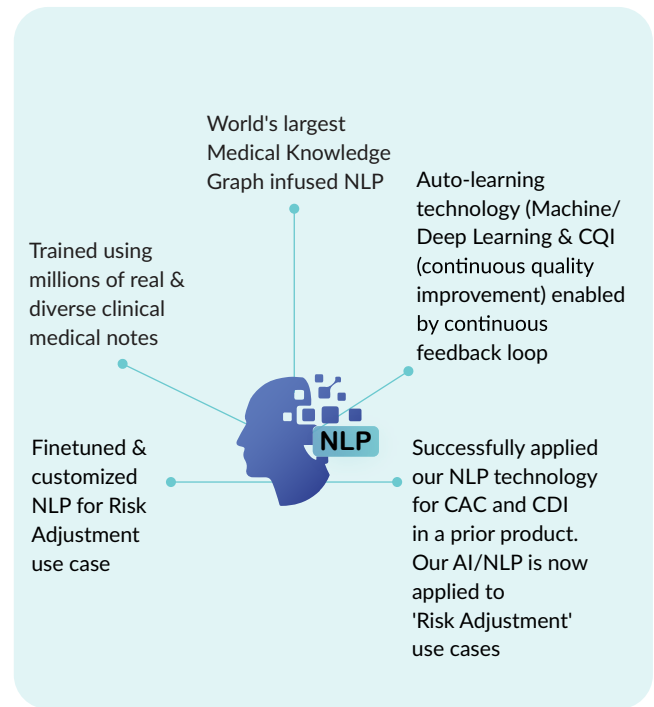 World's largest
Medical Knowledge
Graph infused NLP
Auto-learning
technology (Machine/
Deep Learning & CQI
(continuous quality
improvement) enabled
by continuous
feedback loop
Trained using
millions of real &
diverse clinical
medical notes
NLP
Finetuned &
customized
NLP for Risk
Adjustment
use case
Successfully applied
our NLP technology
for CAC and CDI
in a prior product.
Our AI/NLP is now
applied to
'Risk Adjustment'
use cases